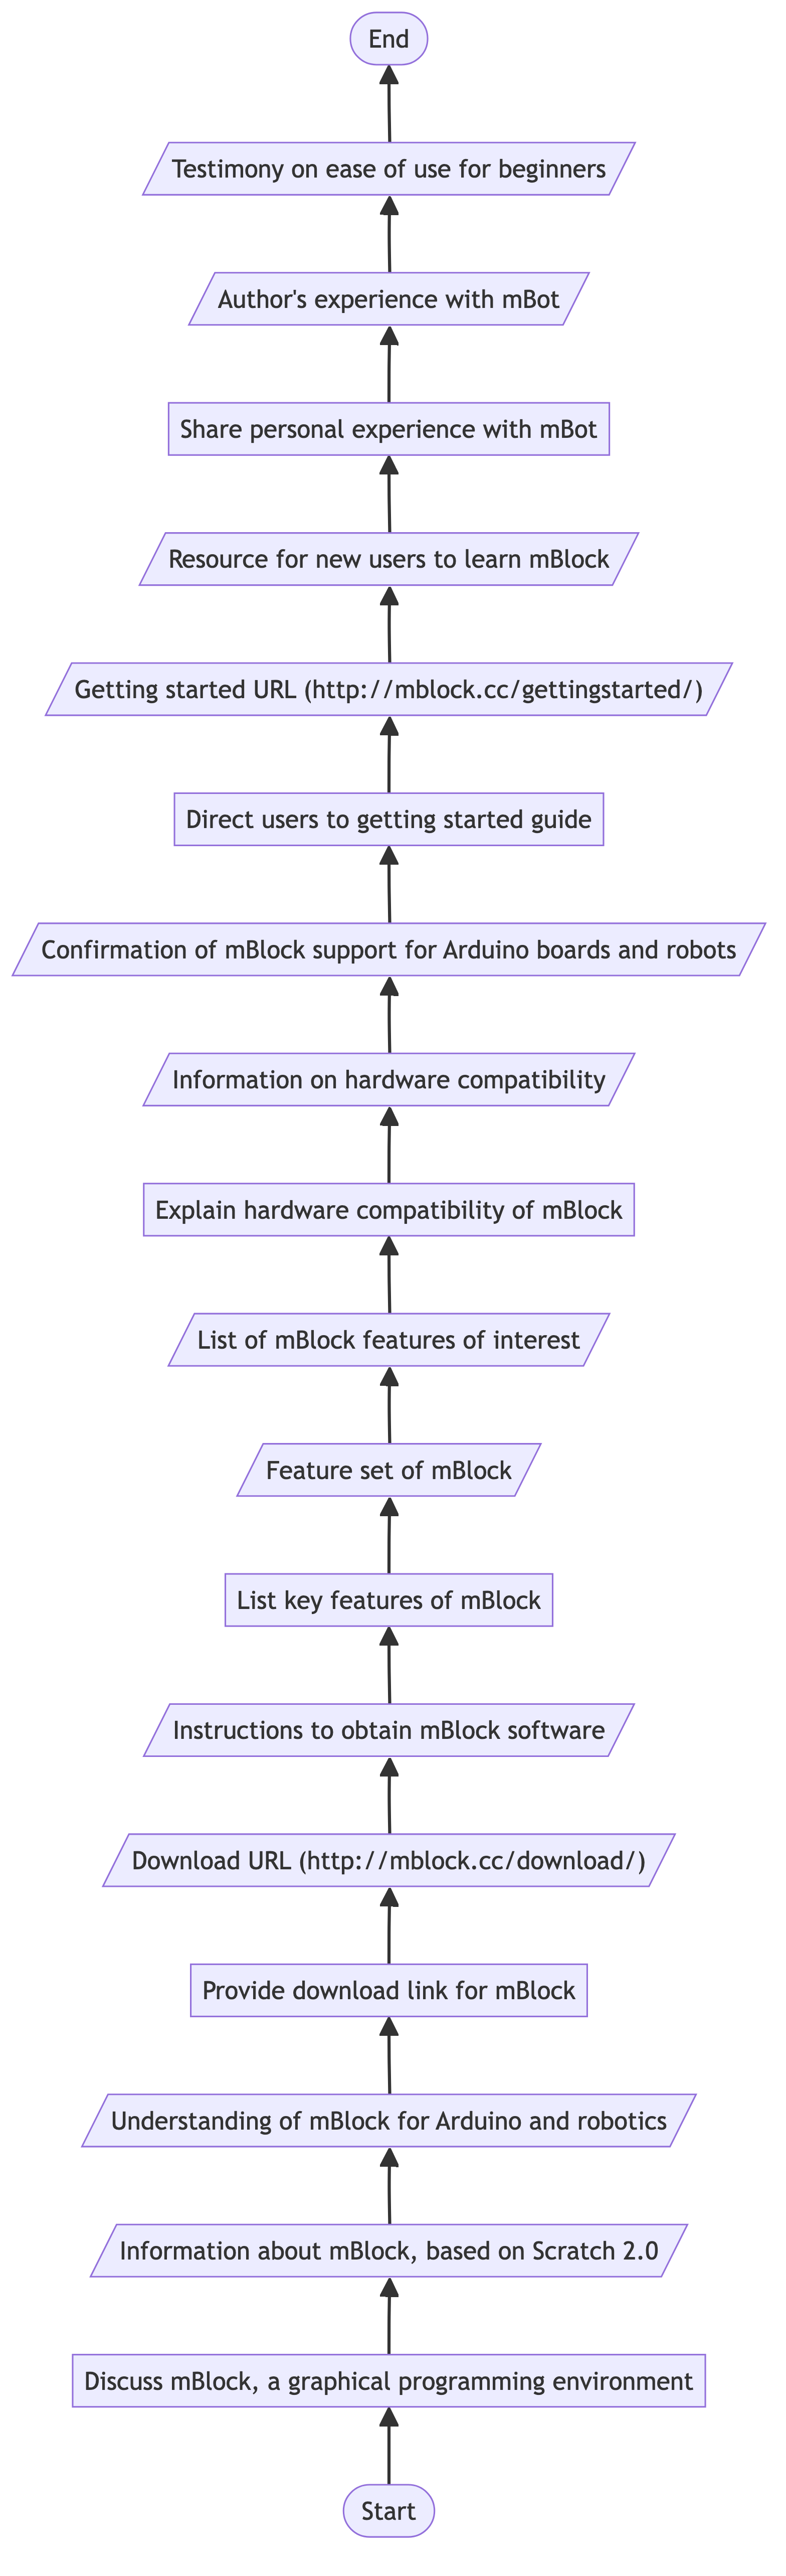 End
Testimony on ease of use for beginners
Author's experience with mBot
Share personal experience with mBot
Resource for new users to learn mBlock
Getting started URL (http://mblock.cc/gettingstarted/)
Direct users to getting started guide
Confirmation of mBlock support for Arduino boards and robots
Information on hardware compatibility
Explain hardware compatibility of mBlock
List of mBlock features of interest
Feature set of mBlock
List key features of mBlock
Instructions to obtain mBlock software
Download URL (http://mblock.cc/download/)
Provide download link for mBlock
Understanding of mBlock for Arduino and robotics
Information about mBlock, based on Scratch 2.0
Discuss mBlock, a graphical programming environment
Start